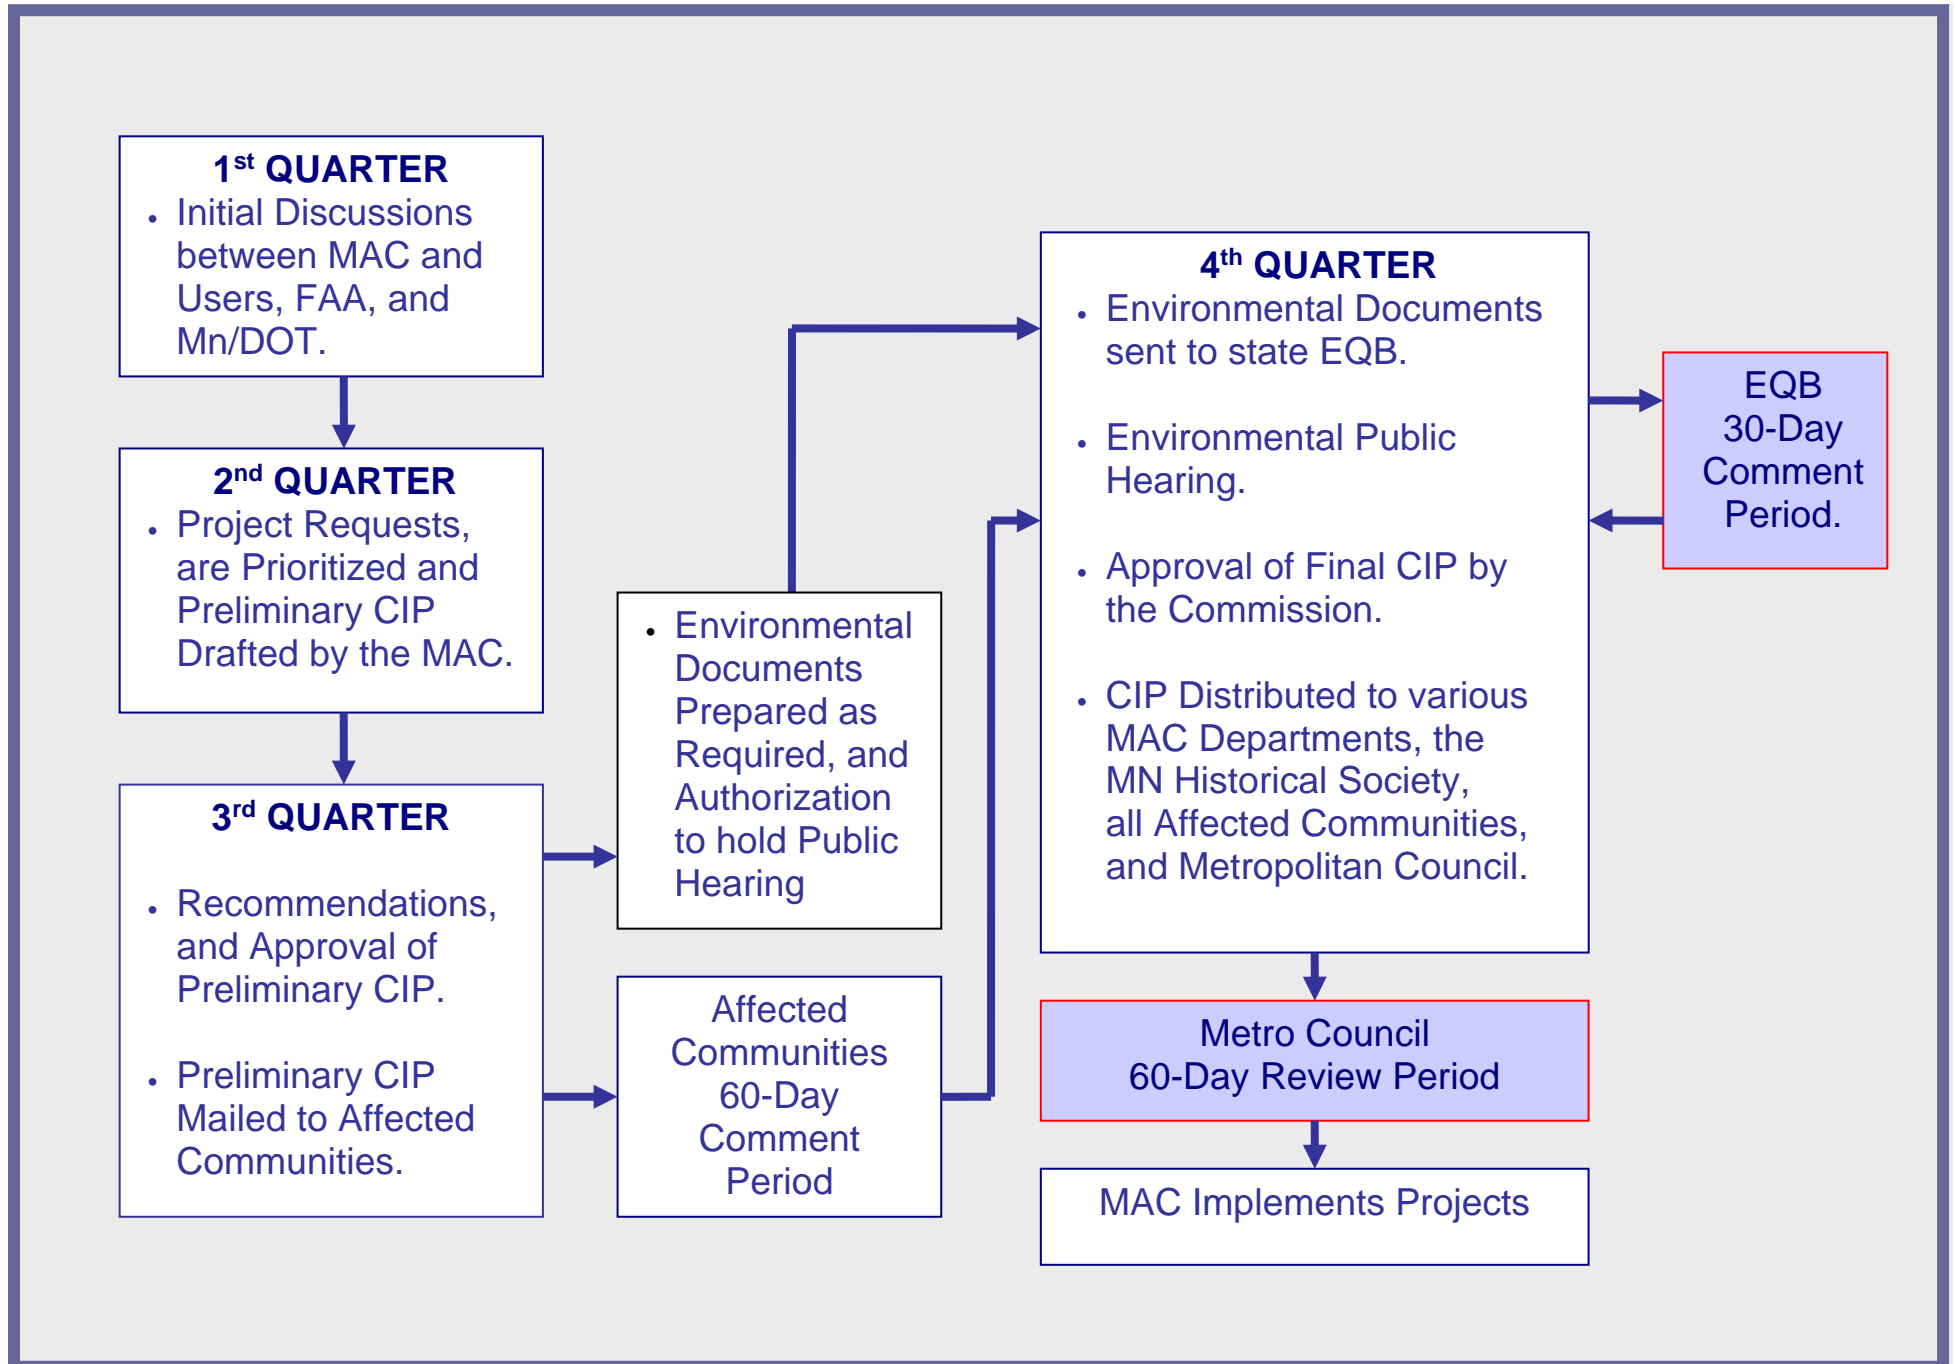 1st QUARTER
• Initial Discussions
between MAC and
Users, FAA, and
Mn/DOT.
2nd QUARTER
• Project Requests,
are Prioritized and
Preliminary CIP
Drafted by the MAC.
3rd QUARTER
• Recommendations,
and Approval of
Preliminary CIP.
• Preliminary CIP
Mailed to Affected
Communities.
• Environmental
Documents
Prepared as
Required, and
Authorization
to hold Public
Hearing
Affected
Communities
60-Day
Comment
Period
4th QUARTER
• Environmental Documents
sent to state EQB.
• Environmental Public
Hearing.
• Approval of Final CIP by
the Commission.
• CIP Distributed to various
MAC Departments, the
MN Historical Society,
all Affected Communities,
and Metropolitan Council.
EQB
30-Day
Comment
Period.
Metro Council
60-Day Review Period
MAC Implements Projects